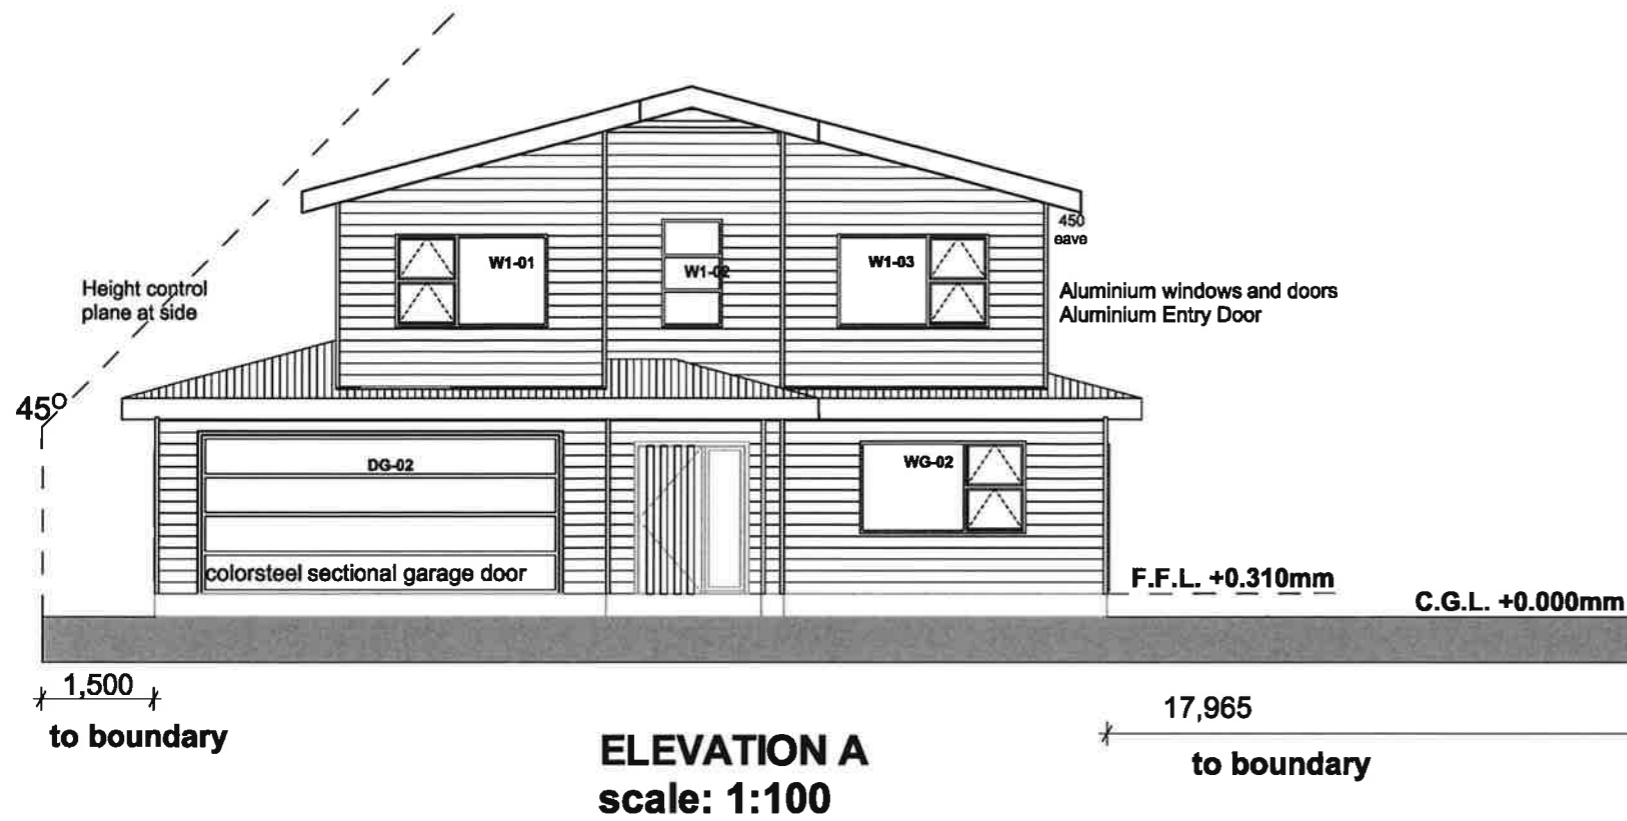 450
eave
W1-01
W1-02
W1-03
Height control
plane at side
Aluminium windows and doors
Aluminium Entry Door
45°
DG-02
WG-02
colorsteel sectional garage door
F.F.L. +0.310mm
C.G.L. +0.000mm
1,500
to boundary
17,965
to boundary
ELEVATION A
scale: 1:100